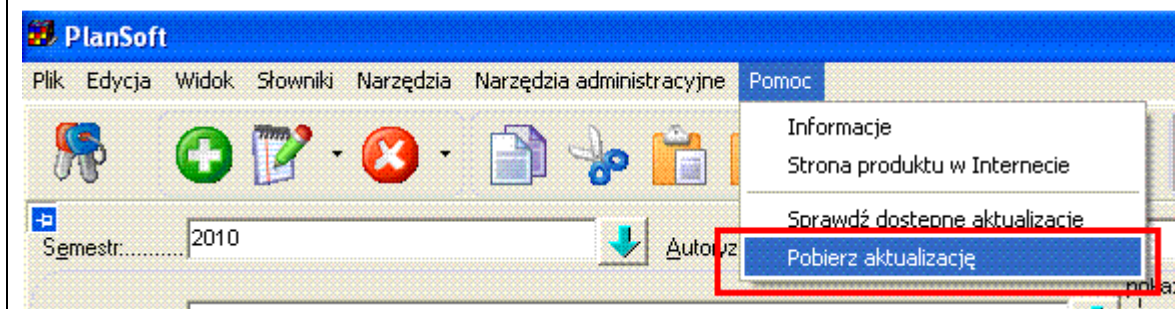 PlanSoft
Plik Edycja Widok Słowniki Narzędzia Narzędzia administracyjne Pomoc
Informacje
Strona produktu w Internecie
Sprawdź dostępne aktualizacje
Semestr:........... 2010
Pobierz aktualizację